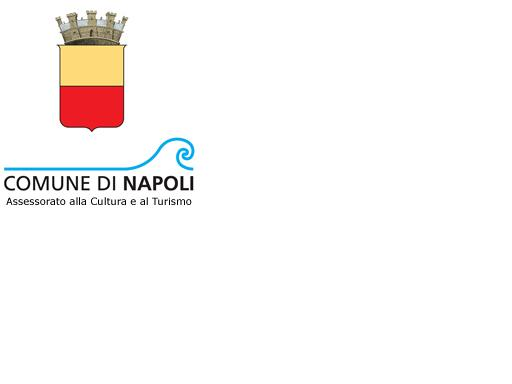 COMUNE DI NAPOLI
Assessorato alla Cultura e al Turismo